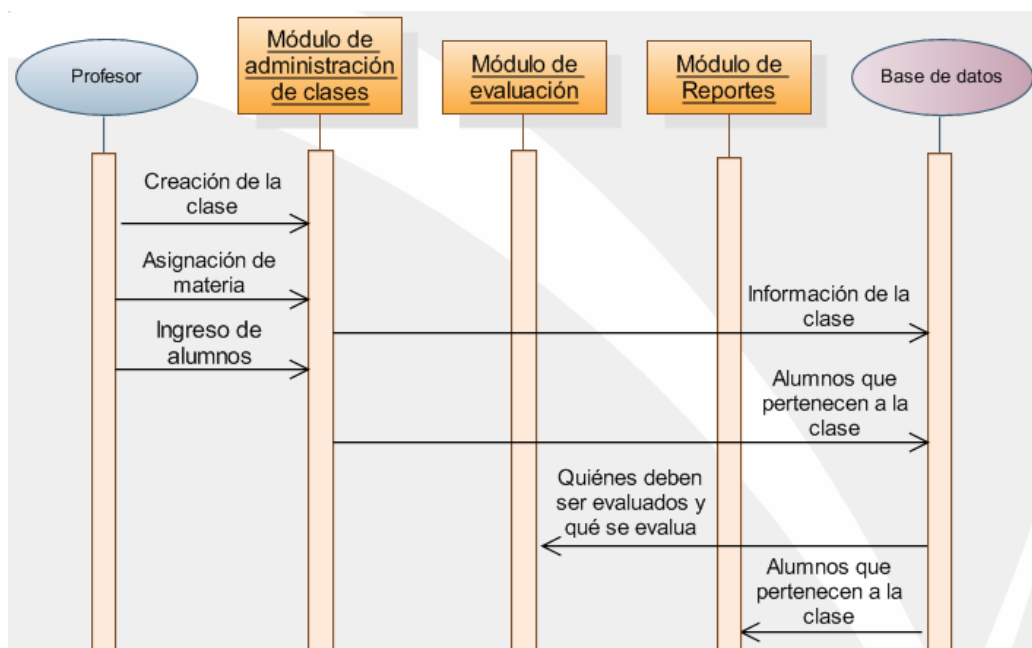 Profesor
Módulo de
administración
de clases
Módulo de
evaluación
Módulo de
Reportes
Base de datos
Creación de la
clase
Asignación de
materia
Información de la
clase
Ingreso de
alumnos
Alumnos que
pertenecen a la
clase
Quiénes deben
ser evaluados y
qué se evalua
Alumnos que
pertenecen a la
clase